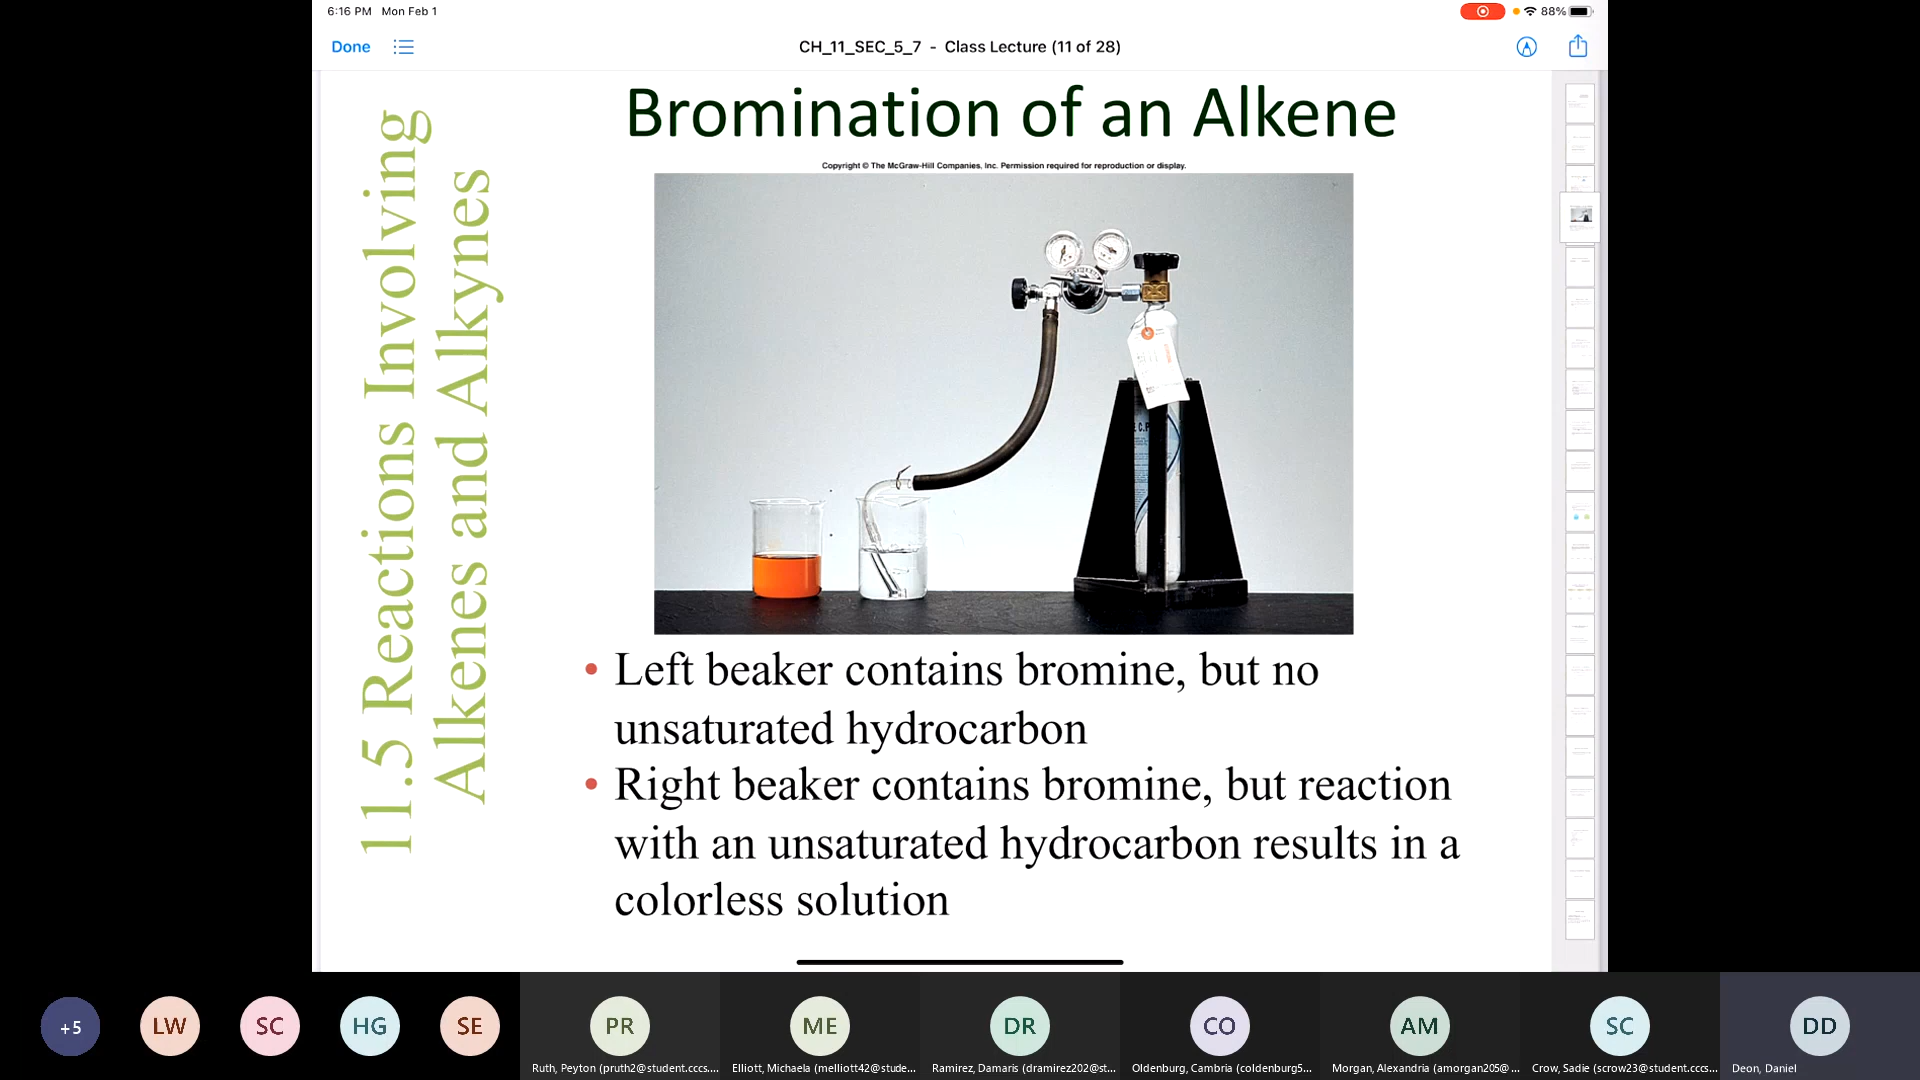 6:16 PM Mon Feb 1
88%
Done
CH_11_SEC_5_7 - Class Lecture (11 of 28)
11.5 Reactions Involving
Alkenes and Alkynes
Bromination of an Alkene
Copyright © The McGraw-Hill Companies, Inc. Permission required for reproduction or display.
E C.P.
• Left beaker contains bromine, but no
unsaturated hydrocarbon
• Right beaker contains bromine, but reaction
with an unsaturated hydrocarbon results in a
colorless solution
+5
LW
SC
HG
SE
PR
ME
DR
CO
AM
SC
DD
Ruth, Peyton (pruth2@student.cccs....
Elliott, Michaela (melliott42@stude...
Ramirez, Damaris (dramirez202@st...
Oldenburg, Cambria (coldenburg5...
Morgan, Alexandria (amorgan205@...
Crow, Sadie (scrow23@student.cccs...
Deon, Daniel